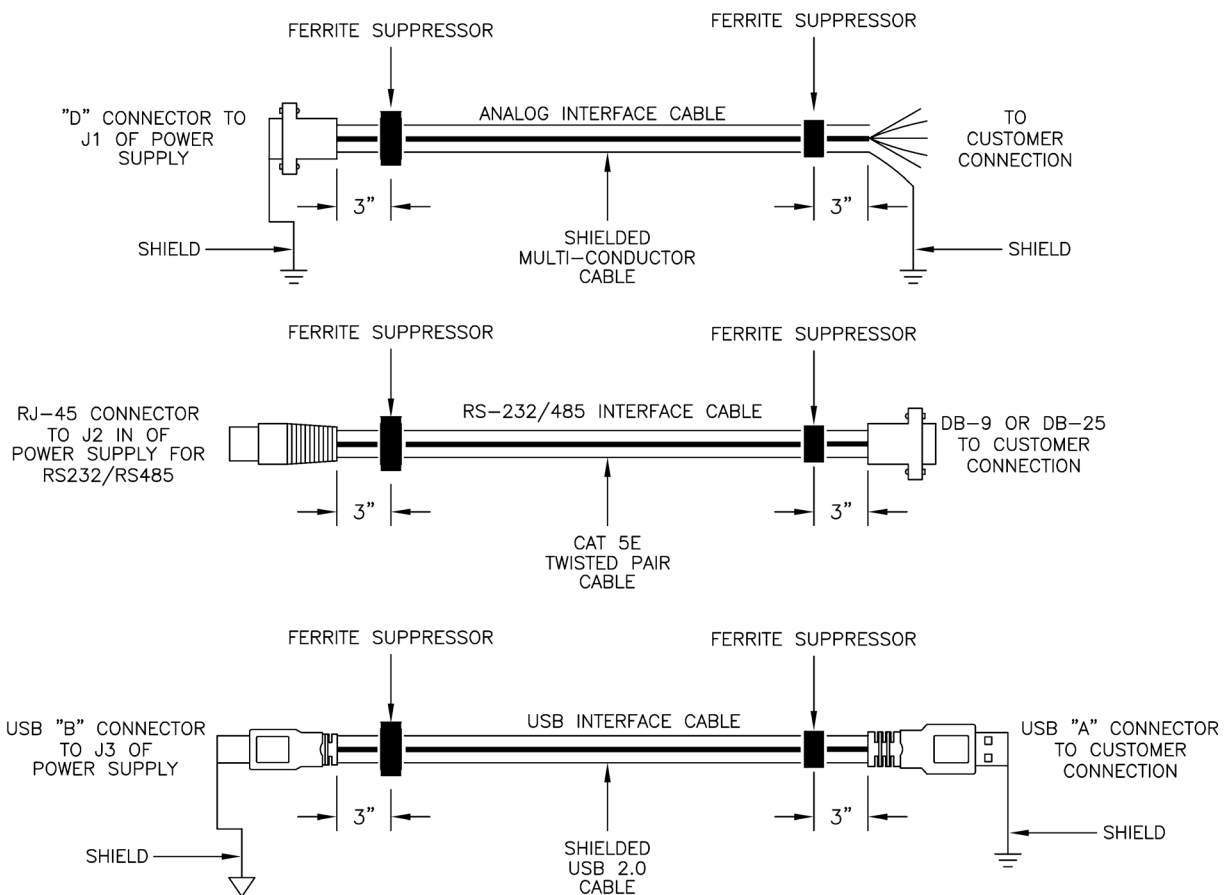 FERRITE SUPPRESSOR
FERRITE SUPPRESSOR
"D" CONNECTOR TO
J1 OF POWER
SUPPLY
ANALOG INTERFACE CABLE
TO
CUSTOMER
CONNECTION
3"
3"
SHIELD
SHIELDED
MULTI-CONDUCTOR
CABLE
SHIELD
FERRITE SUPPRESSOR
FERRITE SUPPRESSOR
RJ-45 CONNECTOR
TO J2 IN OF
POWER SUPPLY FOR
RS232/RS485
RS-232/485 INTERFACE CABLE
DB-9 OR DB-25
TO CUSTOMER
CONNECTION
3"
3"
CAT 5E
TWISTED PAIR
CABLE
FERRITE SUPPRESSOR
FERRITE SUPPRESSOR
USB "B" CONNECTOR
TO J3 OF
POWER SUPPLY
USB INTERFACE CABLE
USB "A" CONNECTOR
TO CUSTOMER
CONNECTION
3"
3"
SHIELD
SHIELDED
USB 2.0
CABLE
SHIELD